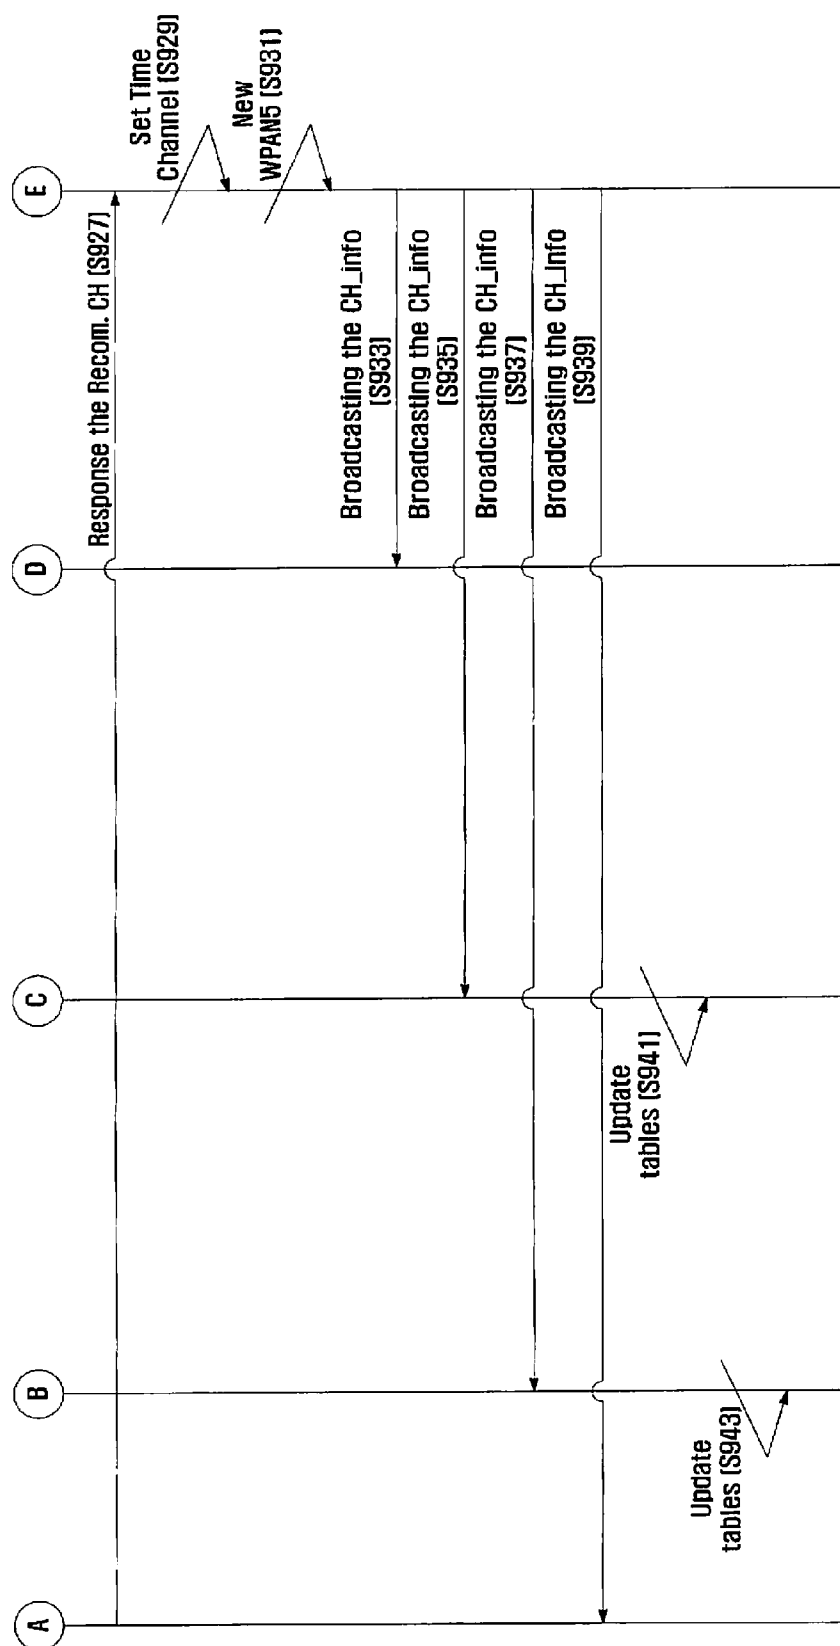 A
B
C
D
E
Response the Recom. CH (S927)
Set Time
Channel (S929)
New
WPAN5 (S931)
Broadcasting the CH_info
(S933)
Broadcasting the CH_info
(S935)
Broadcasting the CH_info
(S937)
Broadcasting the CH_info
(S939)
Update
tables (S941)
Update
tables (S943)